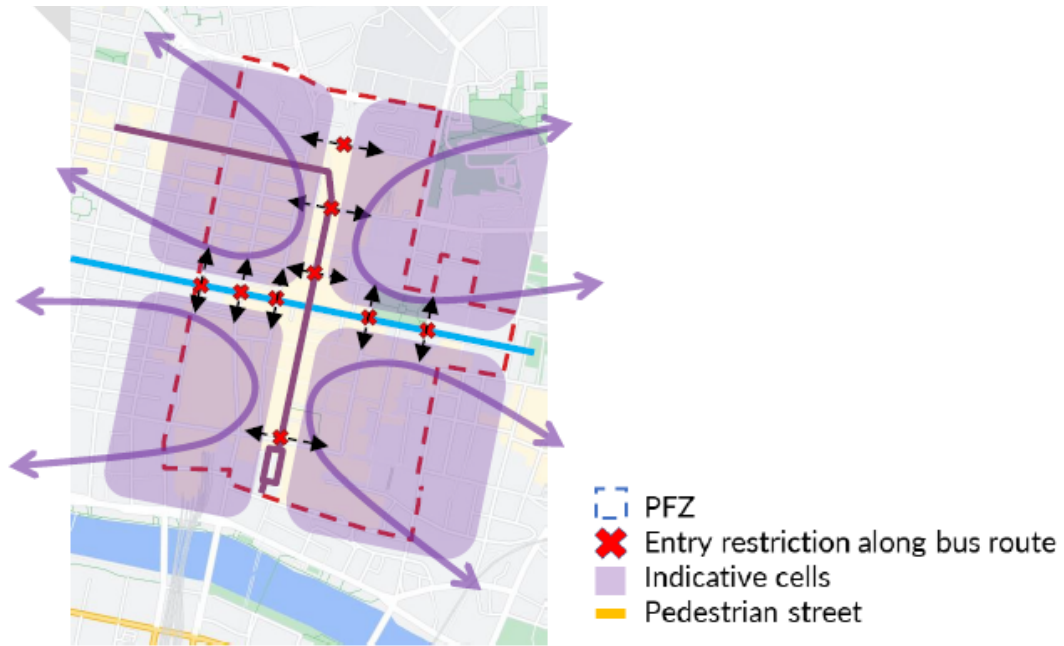 PFZ
Entry restriction along bus route
Indicative cells
Pedestrian street